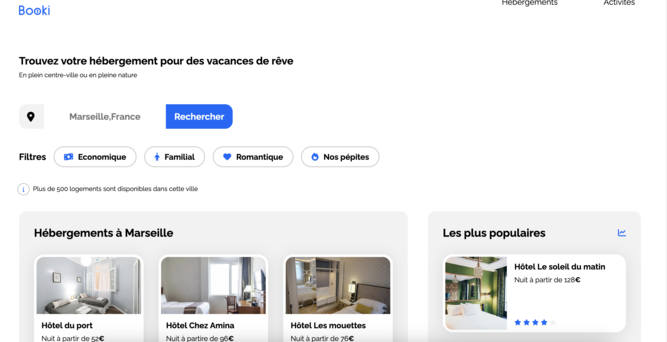 Booki
Hébergements
Activités
Trouvez votre hébergement pour des vacances de rêve
En plein centre-ville ou en pleine nature
Marseille,France
Rechercher
Filtres
Economique
Familial
Romantique
Nos pépites
Plus de 500 logements sont disponibles dans cette ville
Hébergements à Marseille
Hôtel du port
Nuit à partir de 52€
Hôtel Chez Amina
Nuit à partire de 96€
Hôtel Les mouettes
Nuit à partir de 76€
Les plus populaires
Hôtel Le soleil du matin
Nuit à partir de 128€